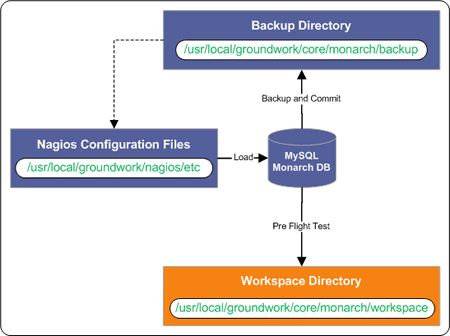 Backup Directory
/usr/local/groundwork/core/monarch/backup
Backup and Commit
Nagios Configuration Files
/usr/local/groundwork/nagios/etc
Load
MySQL
Monarch DB
Pre Flight Test
Workspace Directory
/usr/local/groundwork/core/monarch/workspace